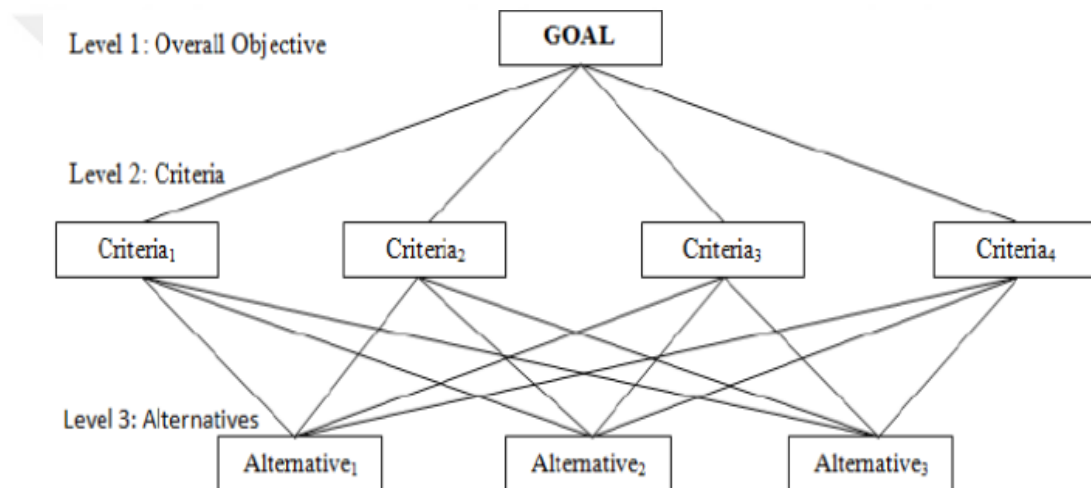 GOAL
Level 1: Overall Objective
Level 2: Criteria
Criteria₁
Criteria₂
Criteria₃
Criteria₄
Level 3: Alternatives
Alternative₁
Alternative₂
Alternative₃